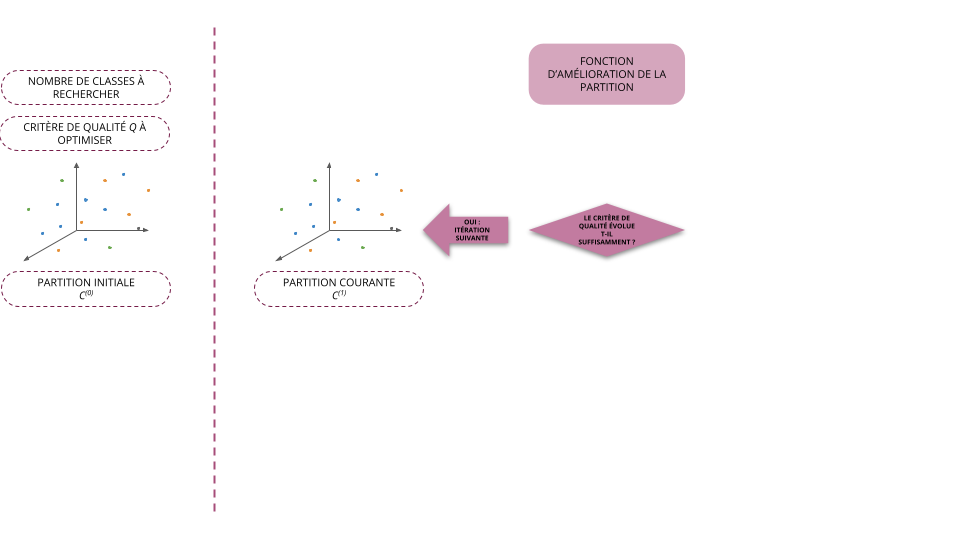 NOMBRE DE CLASSES À
RECHERCHER
CRITÈRE DE QUALITÉ Q À
OPTIMISER
PARTITION INITIALE
C(0)
PARTITION COURANTE
C(1)
OUI :
ITÉRATION
SUIVANTE
FONCTION
D’AMÉLIORATION DE LA
PARTITION
LE CRITÈRE DE
QUALITÉ ÉVOLUE
T-IL
SUFFISAMMENT ?